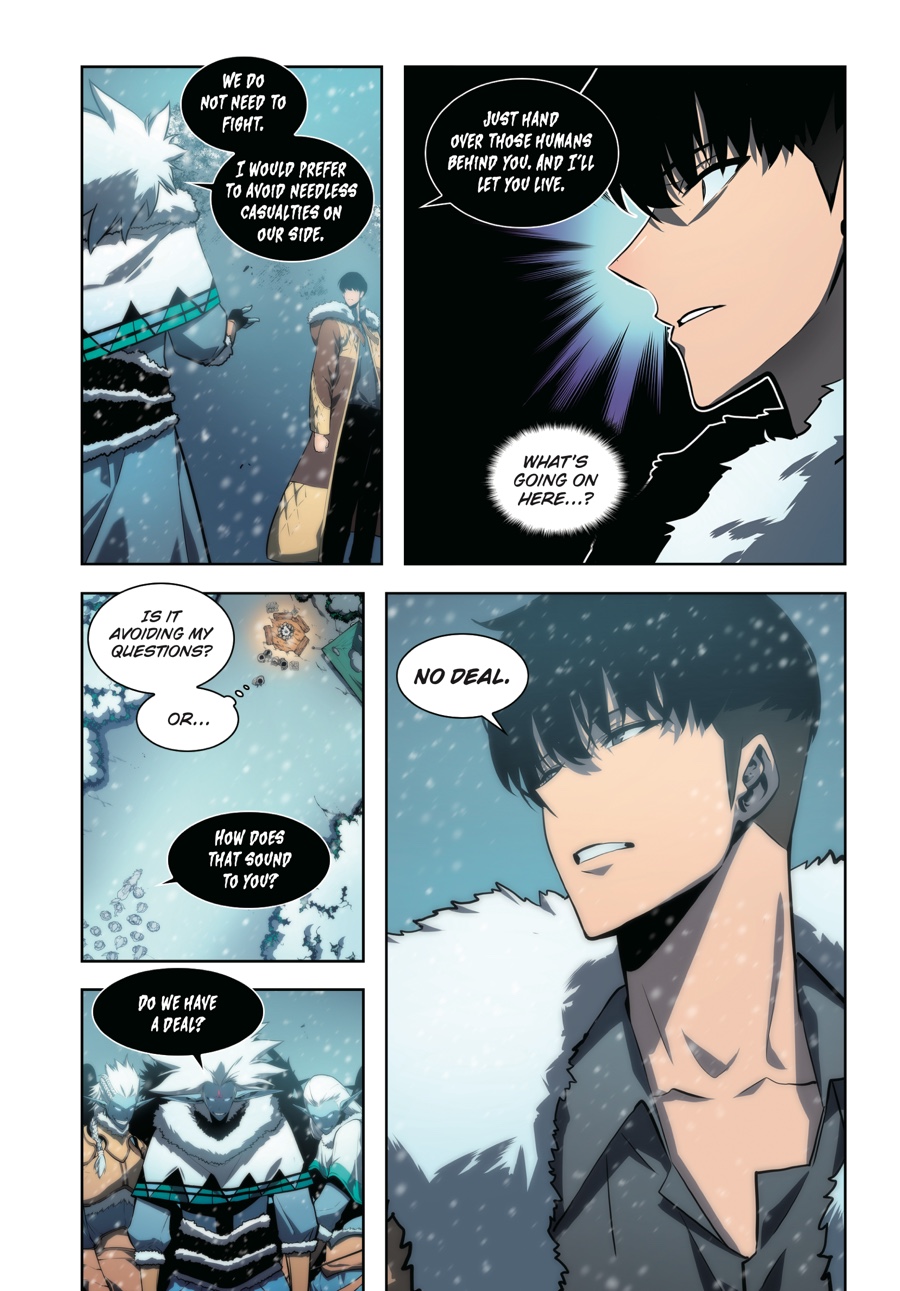 WE DO
NOT NEED TO
FIGHT.
I WOULD PREFER
TO AVOID NEEDLESS
CASUALTIES ON
OUR SIDE.
JUST HAND
OVER THOSE HUMANS
BEHIND YOU. AND I'LL
LET YOU LIVE.
WHAT'S
GOING ON
HERE...?
IS IT
AVOIDING MY
QUESTIONS?
OR...
HOW DOES
THAT SOUND
TO YOU?
DO WE HAVE
A DEAL?
NO DEAL.